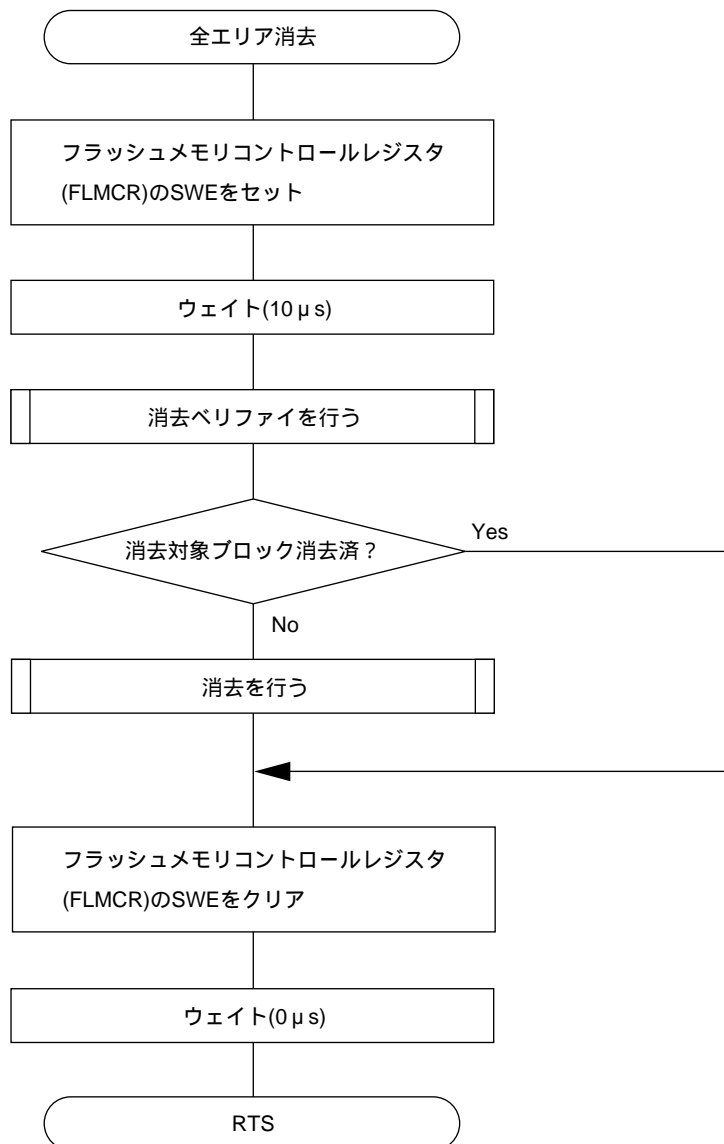 全エリア消去
フラッシュメモリコントロールレジスタ
(FLMCR)のSWEをセット
ウェイト(10μs)
消去ベリファイを行う
消去対象ブロック消去済？
Yes
No
消去を行う
フラッシュメモリコントロールレジスタ
(FLMCR)のSWEをクリア
ウェイト(0μs)
RTS